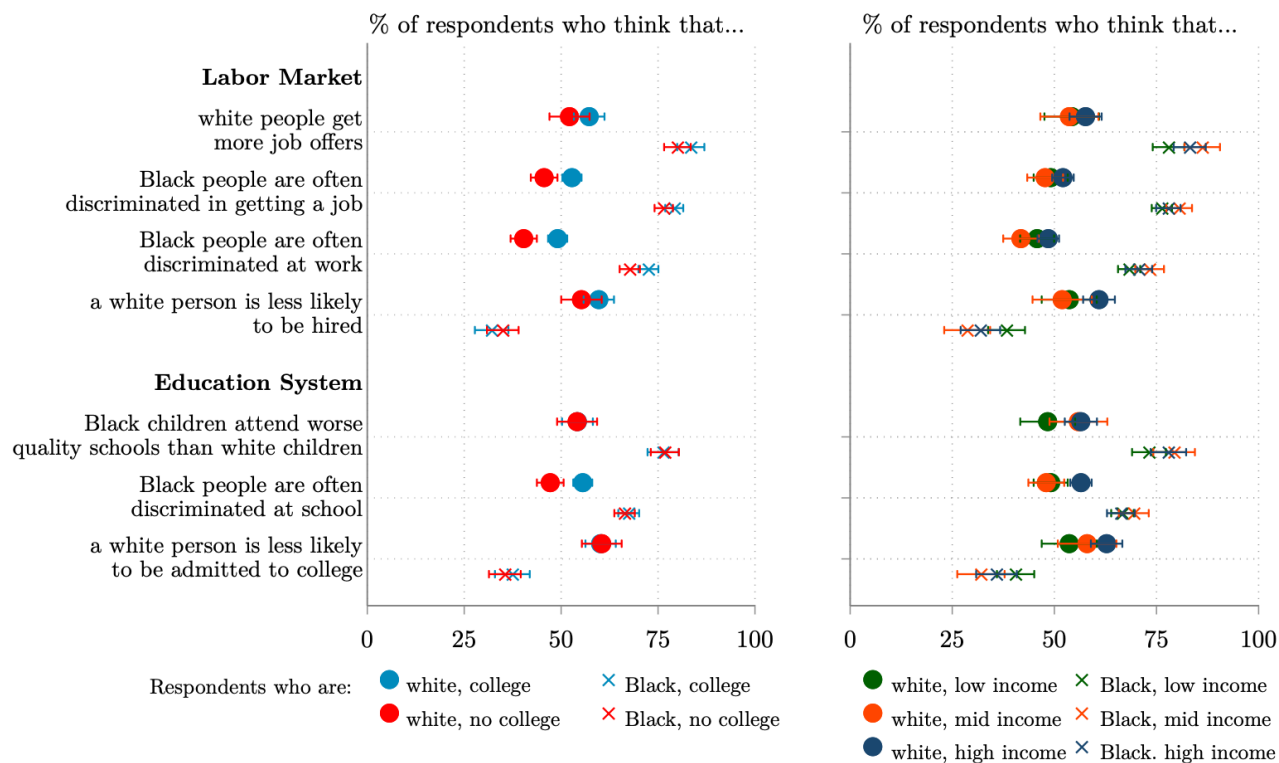 % of respondents who think that...
% of respondents who think that...
Labor Market
white people get
more job offers
Black people are often
discriminated in getting a job
Black people are often
discriminated at work
a white person is less likely
to be hired
Education System
Black children attend worse
quality schools than white children
Black people are often
discriminated at school
a white person is less likely
to be admitted to college
0 25 50 75 100
0 25 50 75 100
Respondents who are:
white, college
Black, college
white, no college
Black, no college
white, low income
Black, low income
white, mid income
Black, mid income
white, high income
Black. high income